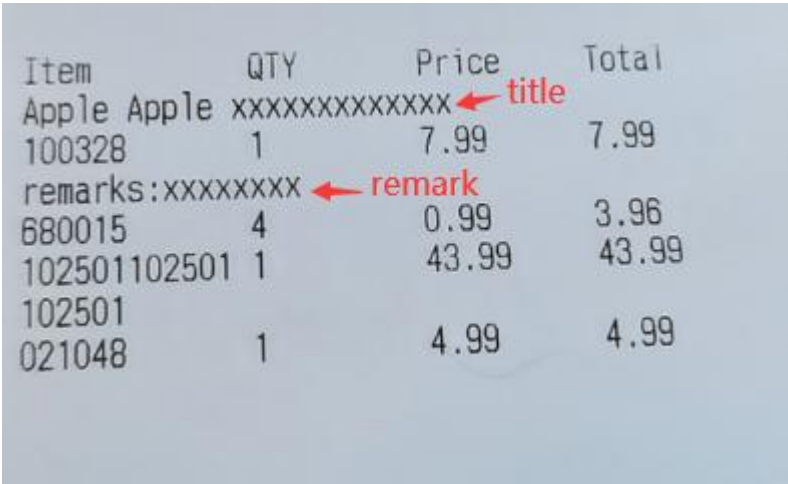 Item QTY Price Total
Apple Apple xxxxxxxxxxxxx title
100328 1 7.99 7.99
remarks:xxxxxxxx remark
680015 4 0.99 3.96
102501102501 1 43.99 43.99
102501
021048 1 4.99 4.99